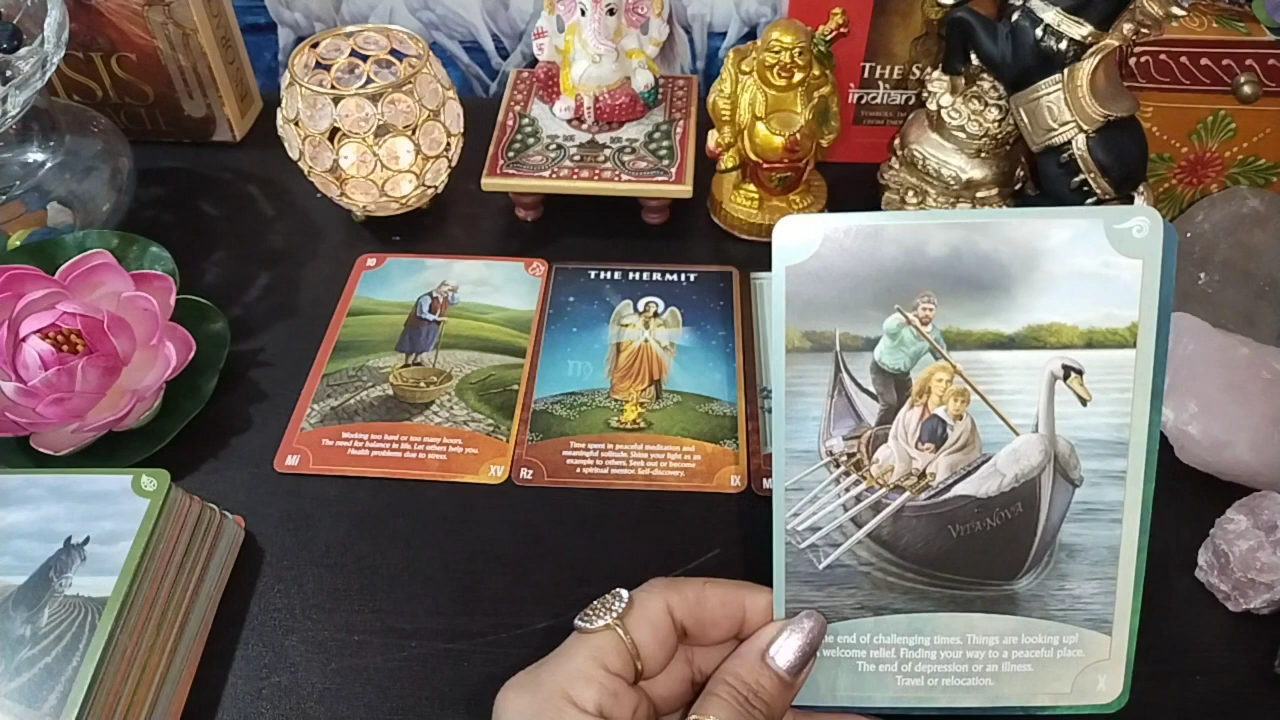 ISIS
THE SA
indian
10
Working too hard or too many hours.
The need for balance in life. Let others help you.
Health problems due to stress.
Mi
XV
THE HERMIT
Time spent in peaceful meditation and
meaningful solitude. Shine your light as an
example to others. Seek out or become
a spiritual mentor. Self-discovery.
Rz
IX
M
VITA·NOVA
he end of challenging times. Things are looking up!
welcome relief. Finding your way to a peaceful place.
The end of depression or an illness.
Travel or relocation.
X